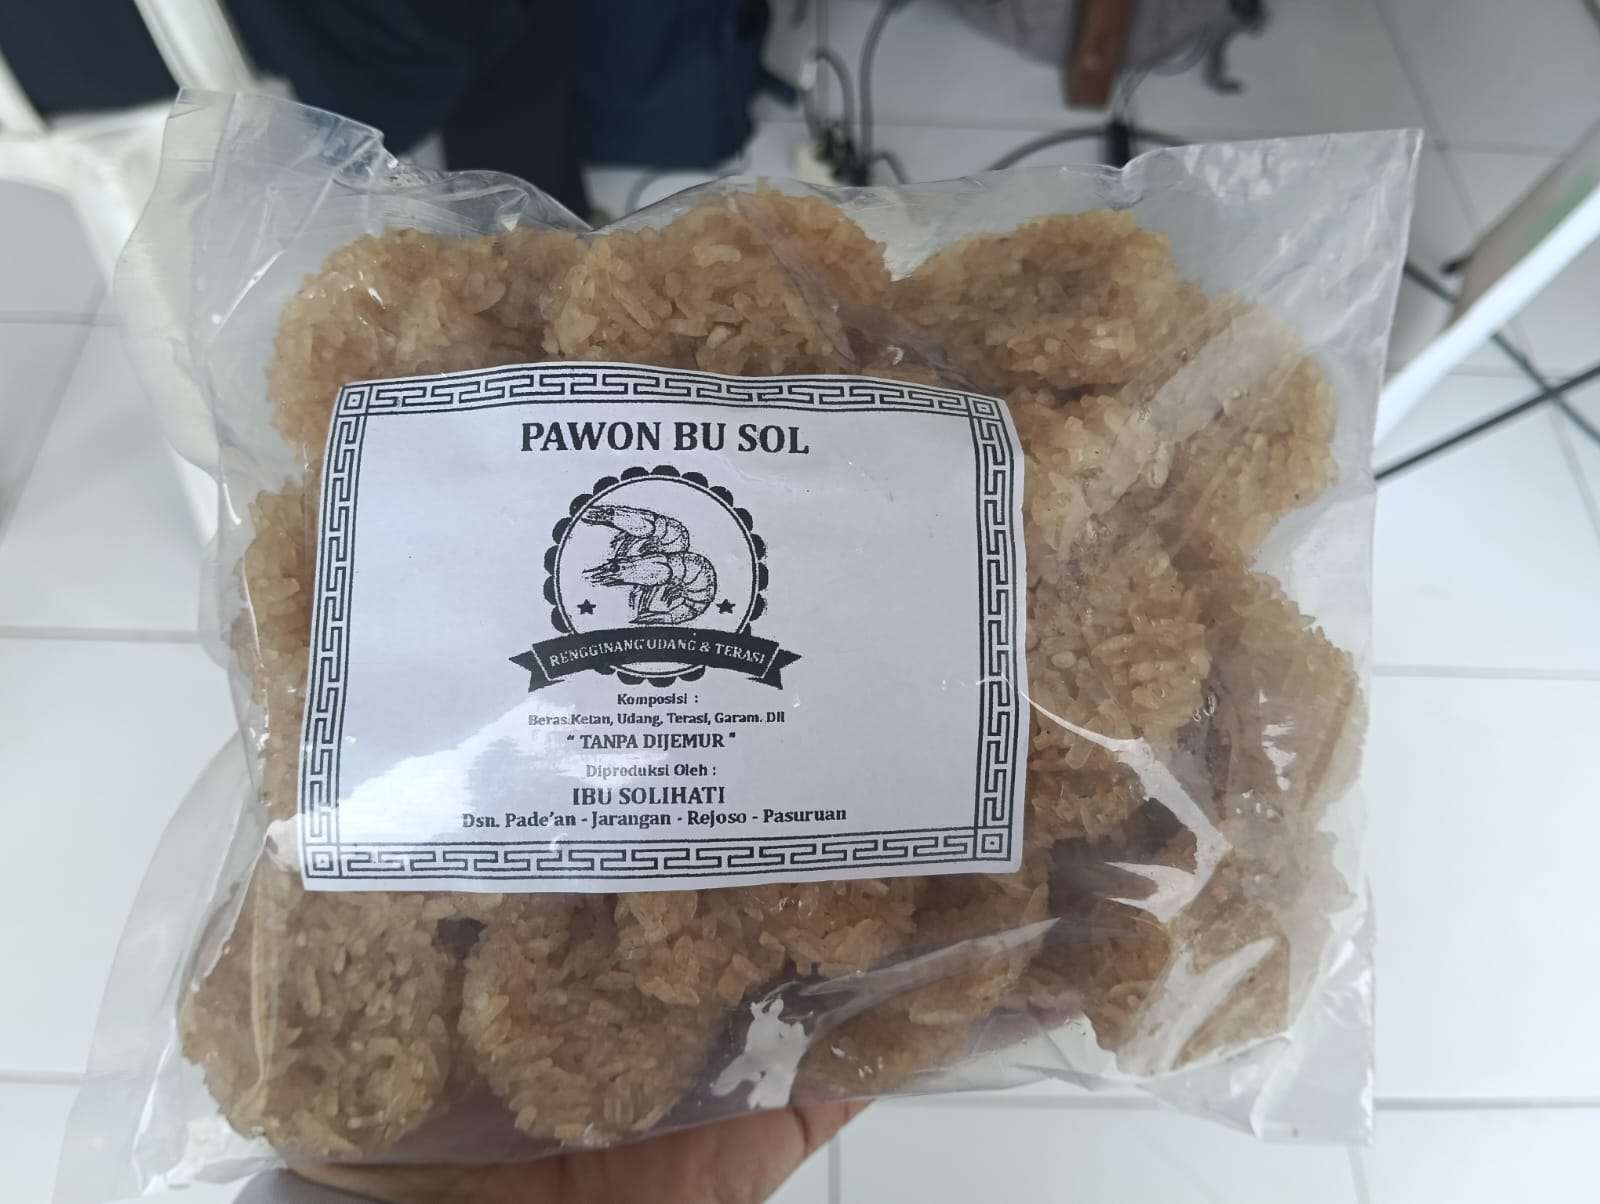 PAWON BU SOL
RENGGINANG UDANG & TERASI
Komposisi :
Beras Ketan, Udang, Terasi, Garam. Dll
" TANPA DIJEMUR "
Diproduksi Oleh :
IBU SOLIHATI
Dsn. Pade'an - Jarangan - Rejoso - Pasuruan